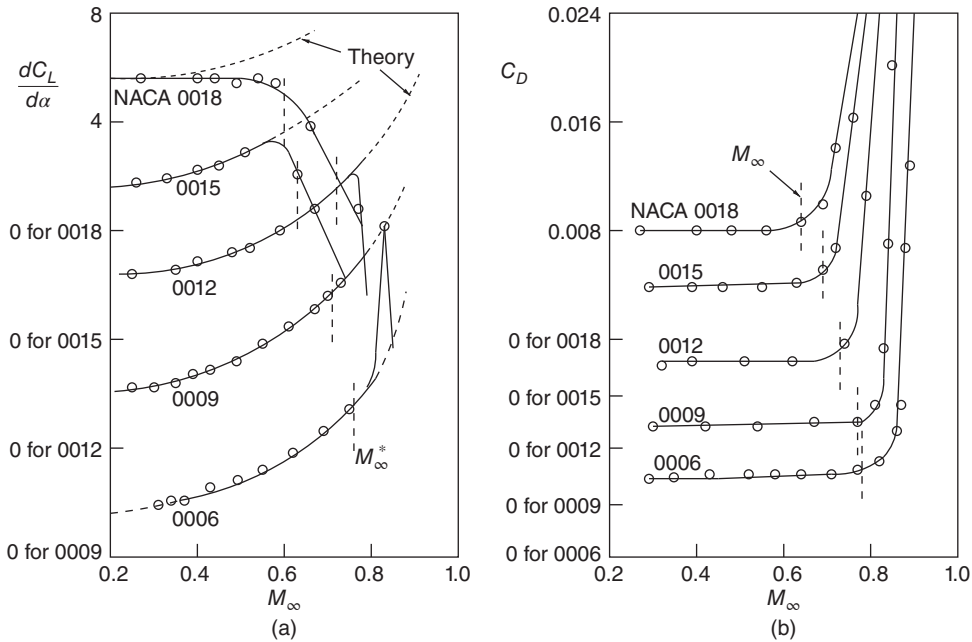 8
dC_L
dα
NACA 0018
Theory
4
0015
0 for 0018
0012
0 for 0015
0009
0 for 0012
M∞*
0006
0 for 0009
0.2 0.4 0.6 0.8 1.0
M∞
(a)
0.024
C_D
0.016
M∞
NACA 0018
0.008
0015
0012
0 for 0018
0 for 0015
0009
0 for 0012
0006
0 for 0009
0 for 0006
0.2 0.4 0.6 0.8 1.0
M∞
(b)